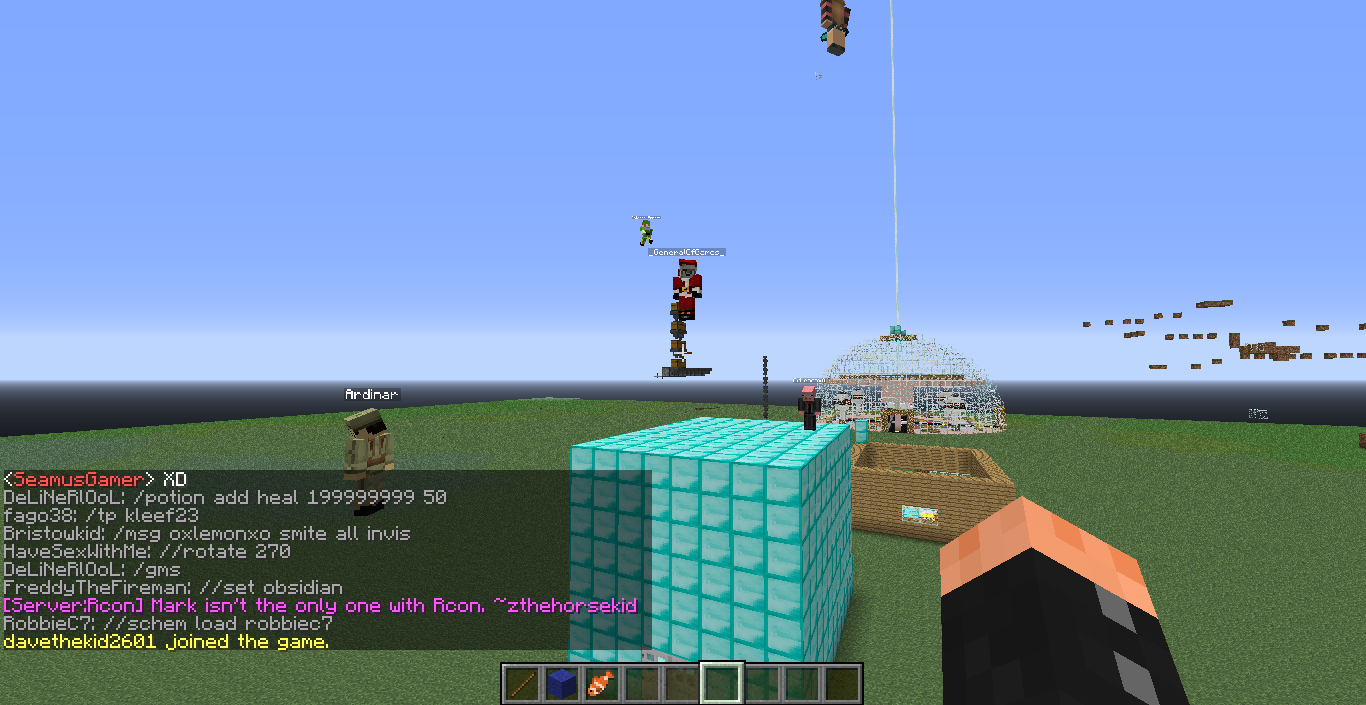 _GeneralOfGames_
Ardinar
<SeamusGamer> XD
DeLiNeRlOoL: /potion add heal 199999999 50
fago38: /tp kleef23
Bristowkid: /msg oxlemonxo smite all invis
HaveSexWithMe: //rotate 270
DeLiNeRlOoL: /gms
FreddyTheFireman: //set obsidian
[Server:Rcon] Mark isn't the only one with Rcon. ~zthehorsekid
RobbieC7: //schem load robbiec7
davethekid2601 joined the game.